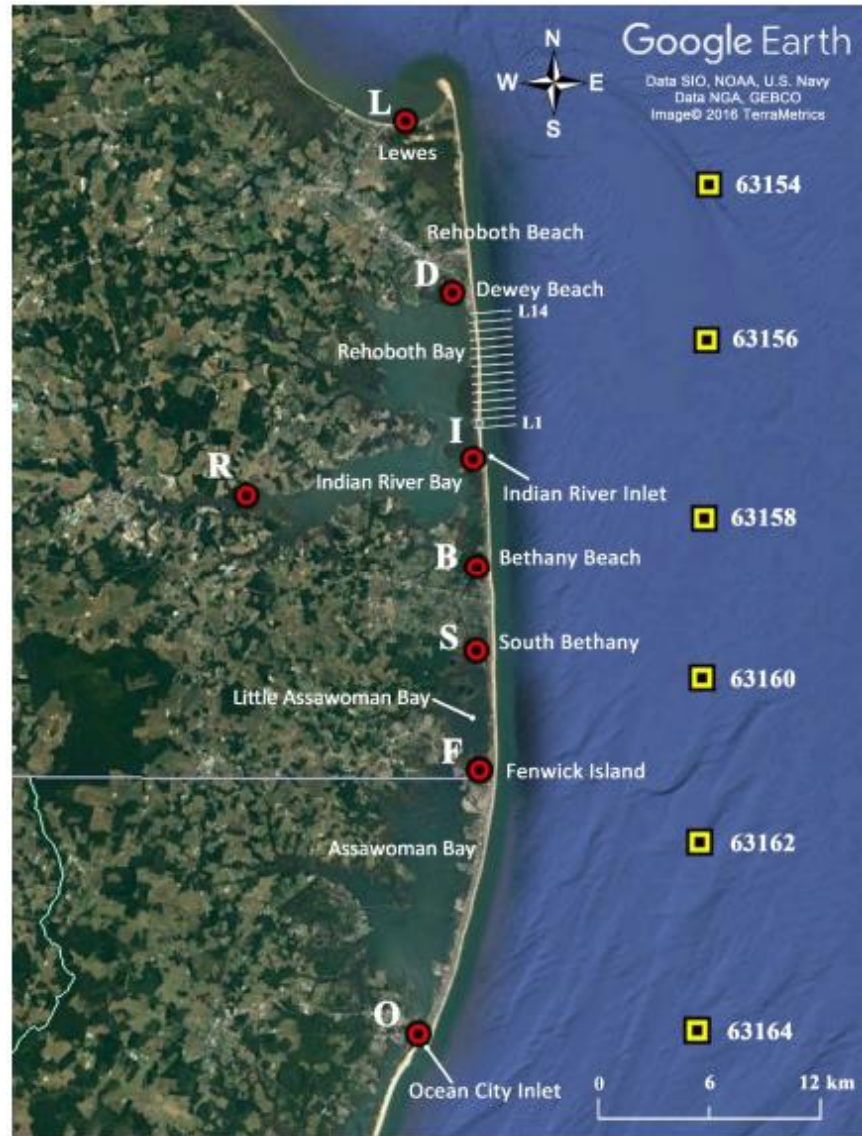 Google Earth
Data SIO, NOAA, U.S. Navy
Data NGA, GEBCO
Image© 2016 TerraMetrics
N
W E
S
L
Lewes
63154
Rehoboth Beach
D
Dewey Beach
L14
63156
Rehoboth Bay
L1
I
R
Indian River Bay
Indian River Inlet
63158
B
Bethany Beach
S
South Bethany
63160
Little Assawoman Bay
F
Fenwick Island
63162
Assawoman Bay
O
63164
Ocean City Inlet
0 6 12 km